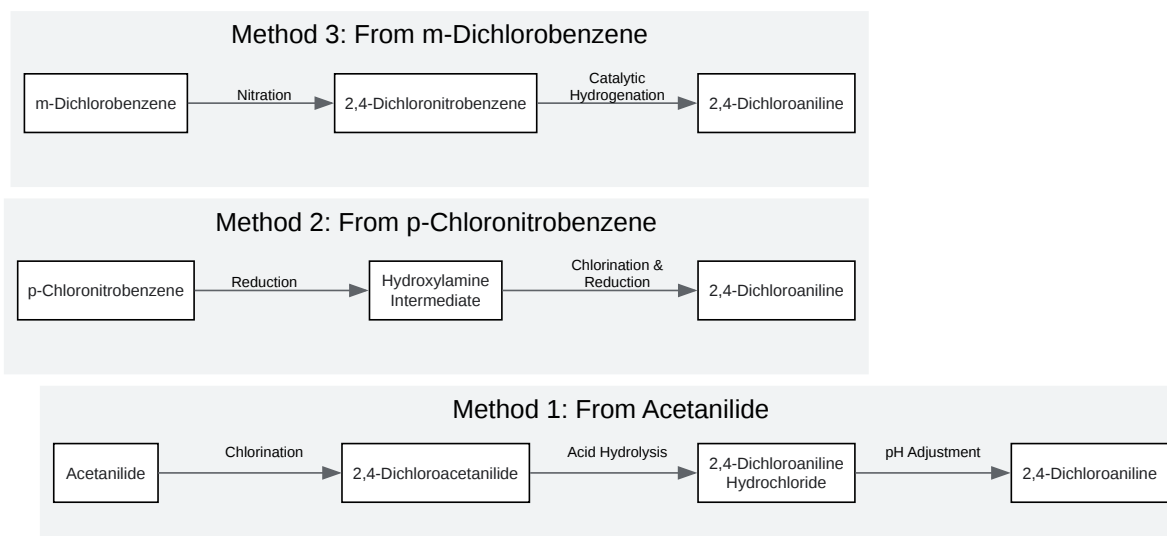 Method 3: From m-Dichlorobenzene
m-Dichlorobenzene
Nitration
2,4-Dichloronitrobenzene
Catalytic
Hydrogenation
2,4-Dichloroaniline
Method 2: From p-Chloronitrobenzene
p-Chloronitrobenzene
Reduction
Hydroxylamine
Intermediate
Chlorination &
Reduction
2,4-Dichloroaniline
Method 1: From Acetanilide
Acetanilide
Chlorination
2,4-Dichloroacetanilide
Acid Hydrolysis
2,4-Dichloroaniline
Hydrochloride
pH Adjustment
2,4-Dichloroaniline